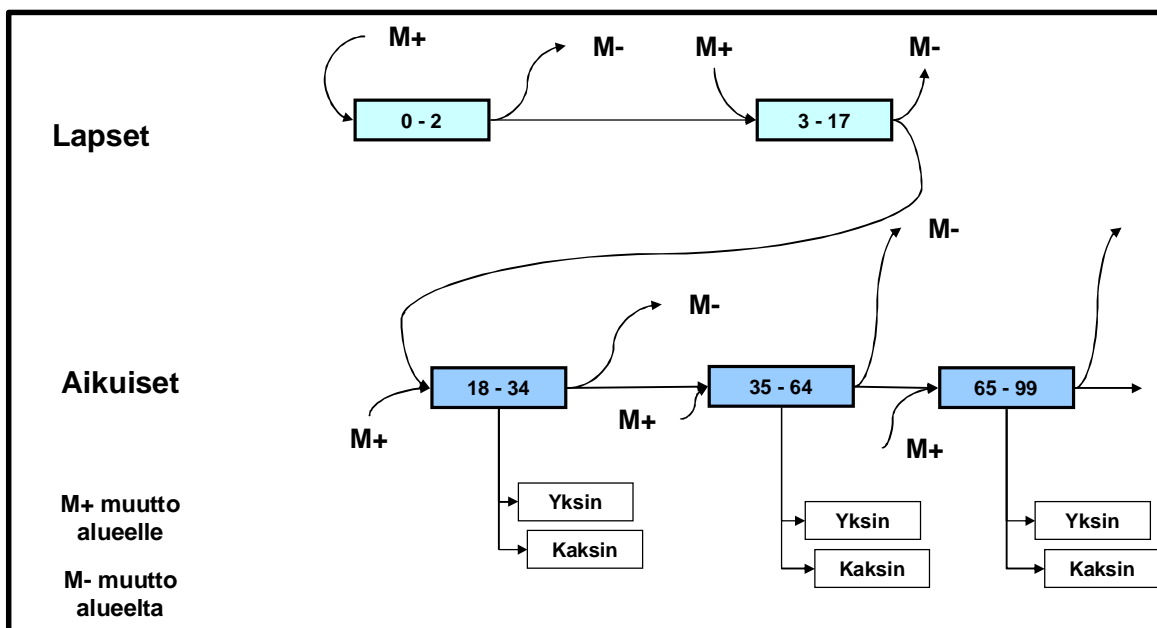 M+
M-
M+
M-
Lapset
0 - 2
3 - 17
M-
M-
Aikuiset
18 - 34
35 - 64
65 - 99
M+
M+
M+
M+ muutto
alueelle
Yksin
Kaksin
Yksin
Kaksin
Yksin
Kaksin
M- muutto
alueelta